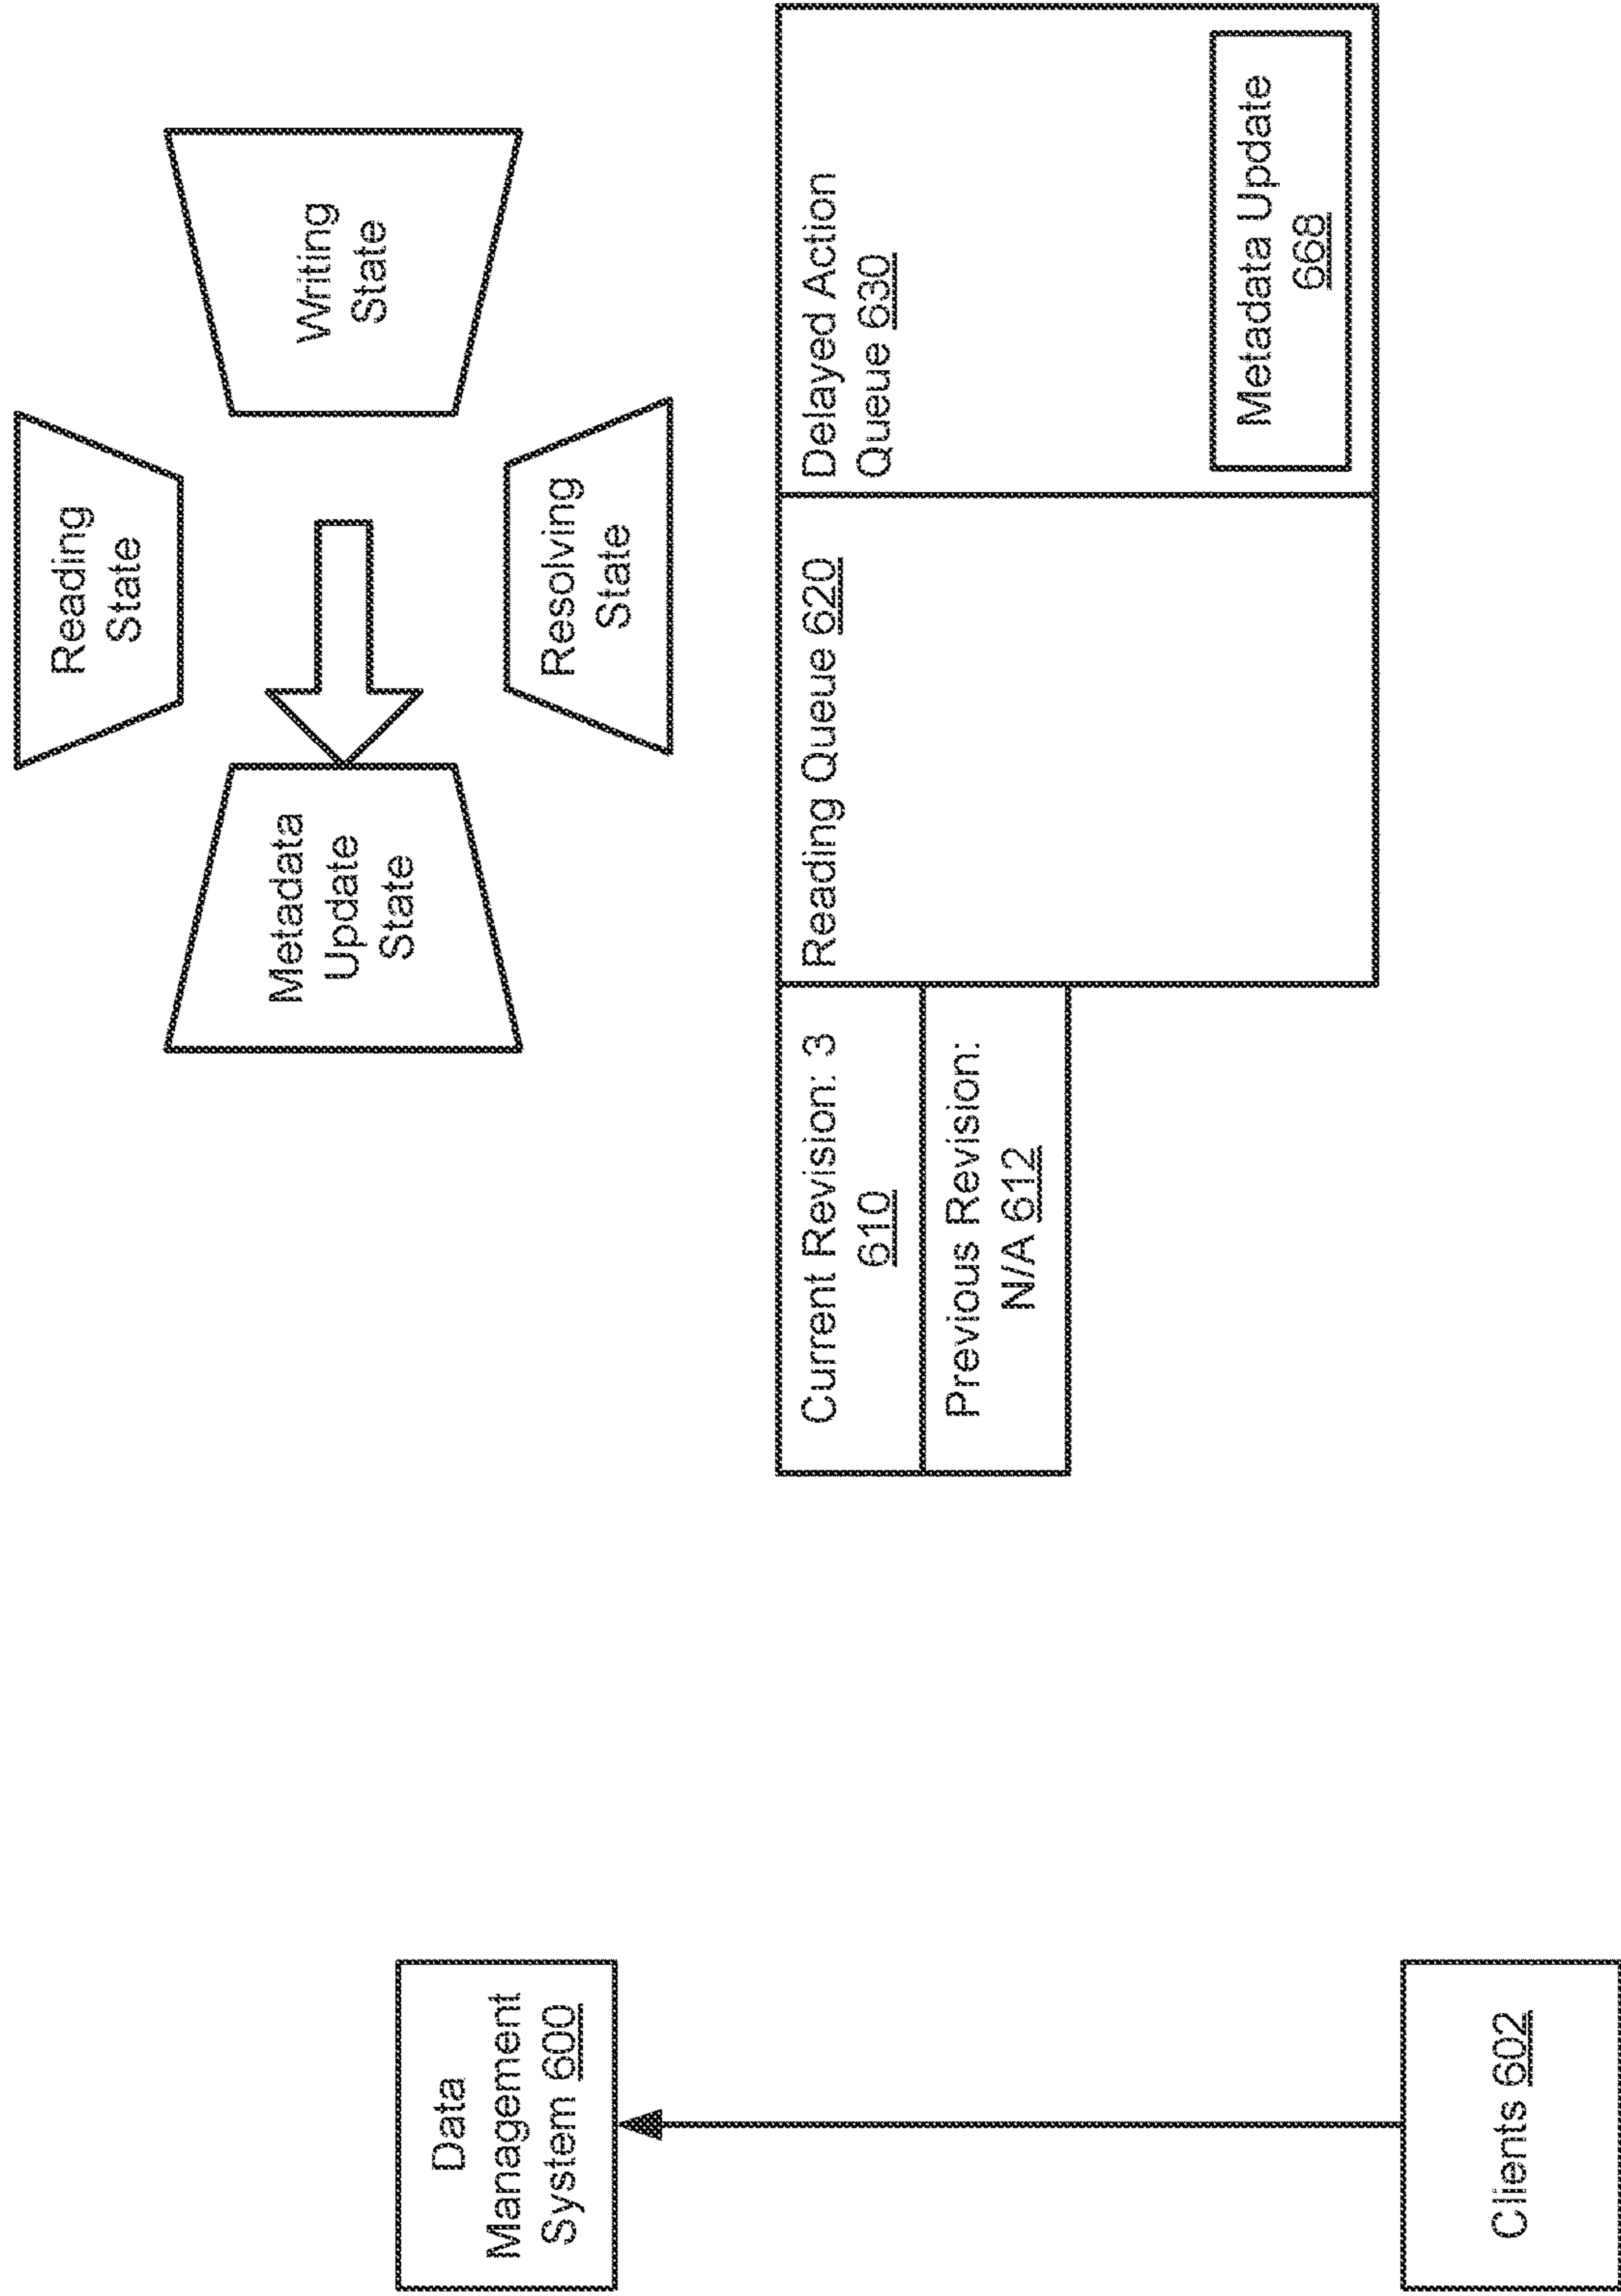 Data
Management
System 600
Clients 602
Reading
State
Metadata
Update
State
Writing
State
Resolving
State
Current Revision: 3
610
Previous Revision:
N/A 612
Reading Queue 620
Delayed Action
Queue 630
Metadata Update
668